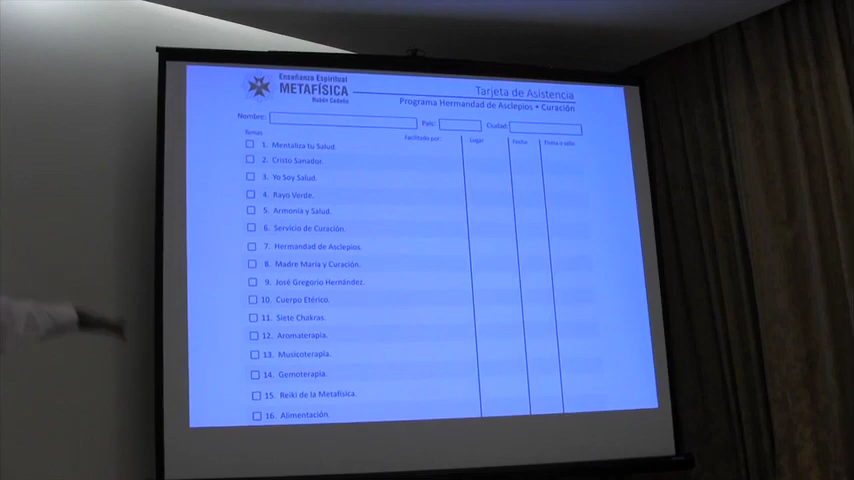 Enseñanza Espiritual
METAFÍSICA
Rubén Cedeño
Tarjeta de Asistencia
Programa Hermandad de Asclepios • Curación
Nombre: País: Ciudad:
Temas Facilitado por: Lugar Fecha Firma o sello
1. Mentaliza tu Salud.
2. Cristo Sanador.
3. Yo Soy Salud.
4. Rayo Verde.
5. Armonía y Salud.
6. Servicio de Curación.
7. Hermandad de Asclepios.
8. Madre María y Curación.
9. José Gregorio Hernández.
10. Cuerpo Etérico.
11. Siete Chakras.
12. Aromaterapia.
13. Musicoterapia.
14. Gemoterapia.
15. Reiki de la Metafísica.
16. Alimentación.